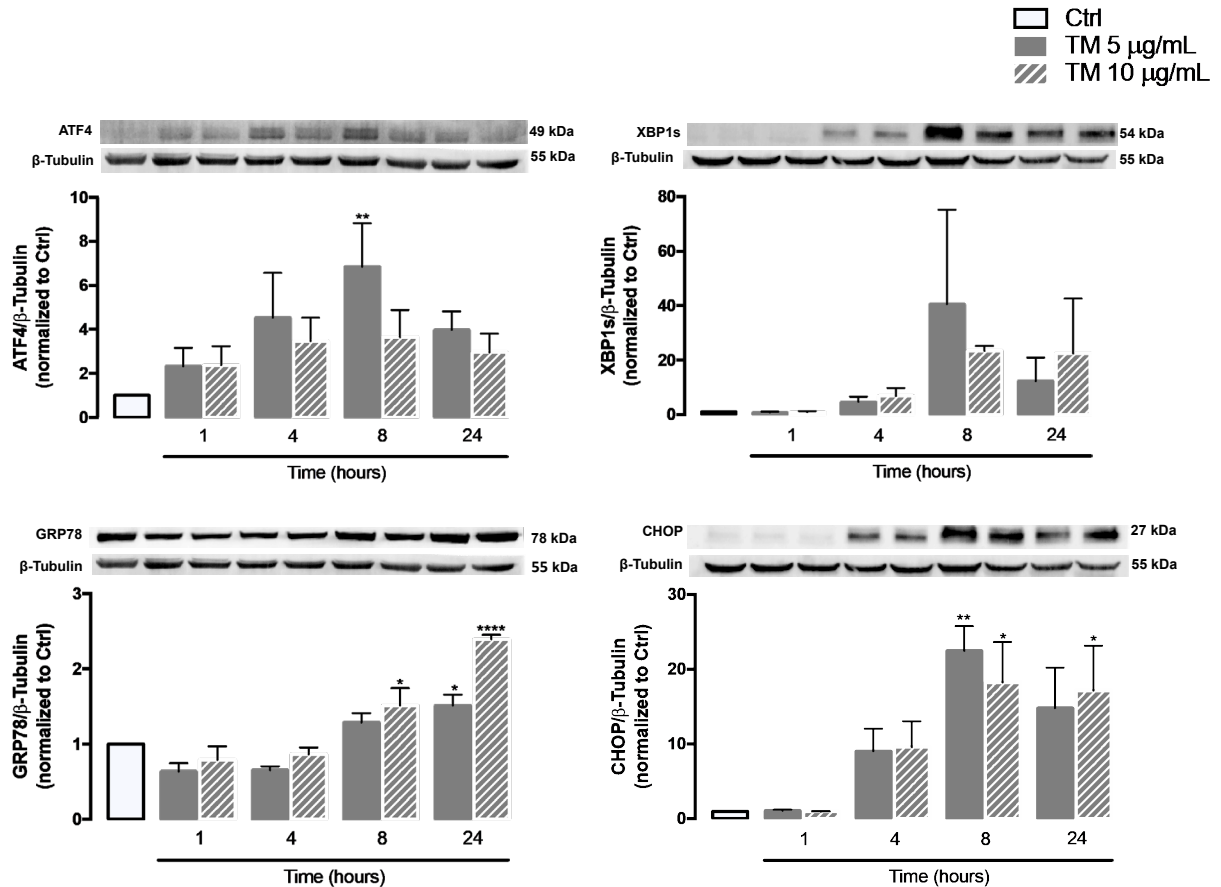 Ctrl
TM 5 μg/mL
TM 10 μg/mL
ATF4
49 kDa
β-Tubulin
55 kDa
10
8
6
4
2
0
ATF4/β-Tubulin
(normalized to Ctrl)
**
1 4 8 24
Time (hours)
XBP1s
54 kDa
β-Tubulin
55 kDa
80
60
40
20
0
XBP1s/β-Tubulin
(normalized to Ctrl)
1 4 8 24
Time (hours)
GRP78
78 kDa
β-Tubulin
55 kDa
3
2
1
0
GRP78/β-Tubulin
(normalized to Ctrl)
* * ****
1 4 8 24
Time (hours)
CHOP
27 kDa
β-Tubulin
55 kDa
30
20
10
0
CHOP/β-Tubulin
(normalized to Ctrl)
** * *
1 4 8 24
Time (hours)